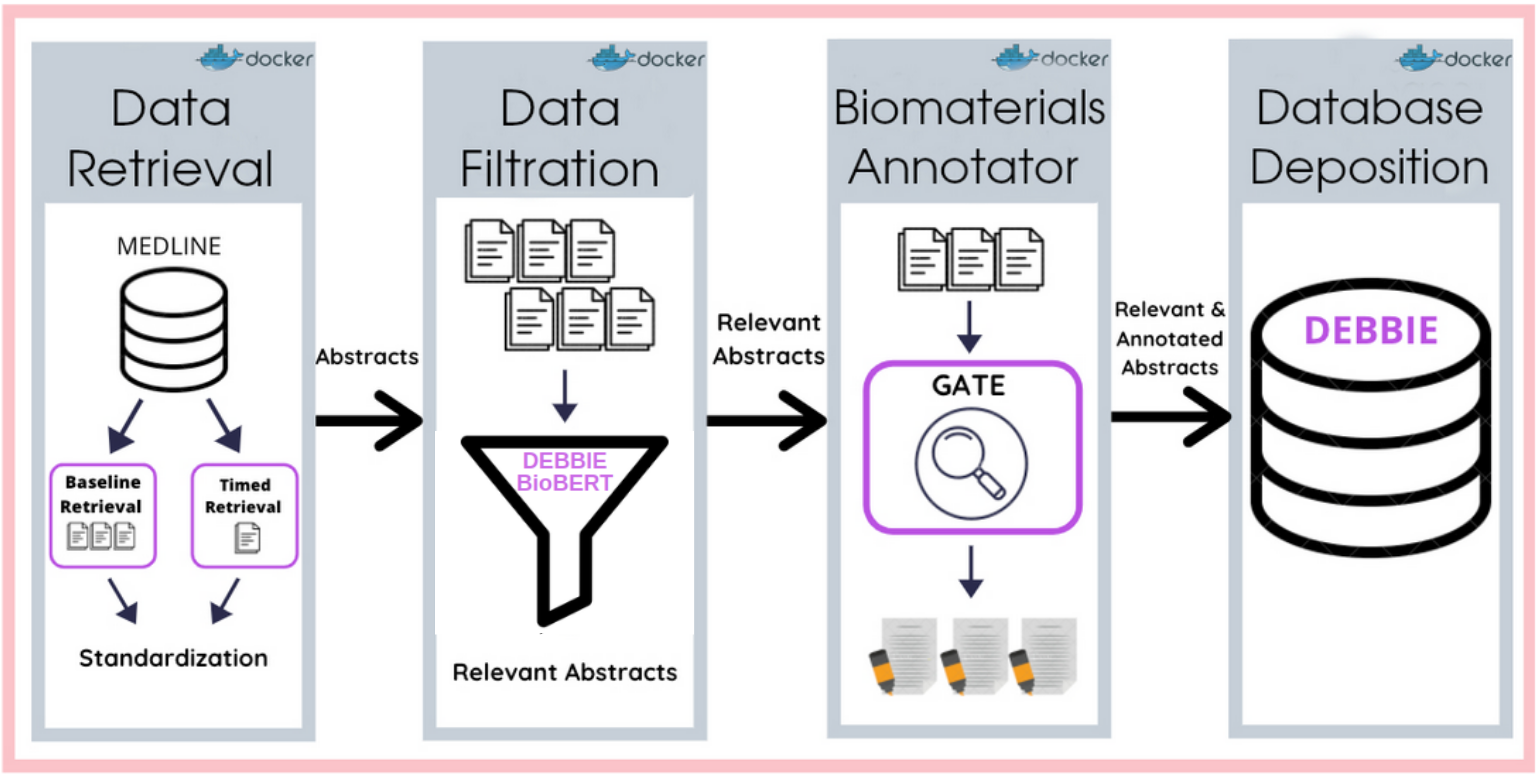 docker
Data
Retrieval
MEDLINE
Baseline
Retrieval
Timed
Retrieval
Standardization
Abstracts
docker
Data
Filtration
DEBBIE
BioBERT
Relevant Abstracts
Relevant
Abstracts
docker
Biomaterials
Annotator
GATE
Relevant &
Annotated
Abstracts
docker
Database
Deposition
DEBBIE